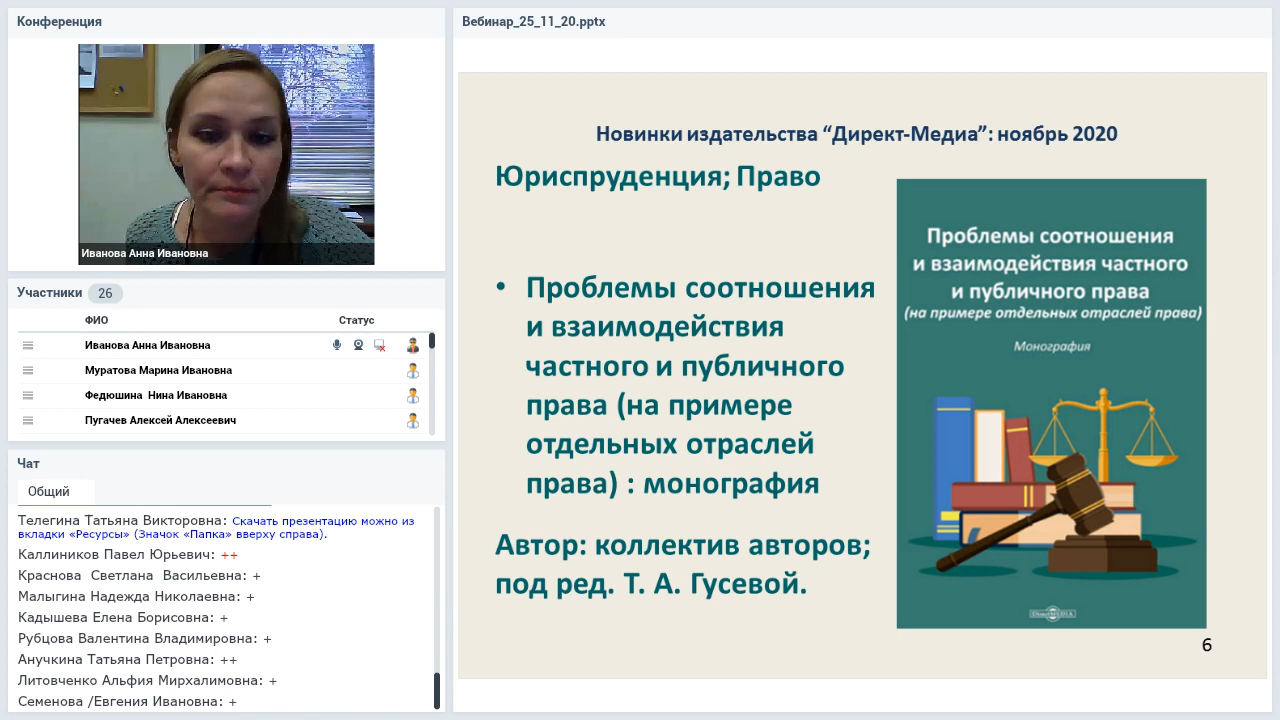 Конференция
Иванова Анна Ивановна
Участники 26
ФИО Статус
Иванова Анна Ивановна
Муратова Марина Ивановна
Федюшина Нина Ивановна
Пугачев Алексей Алексеевич
Чат
Общий
Телегина Татьяна Викторовна: Скачать презентацию можно из
вкладки «Ресурсы» (Значок «Папка» вверху справа).
Каллиников Павел Юрьевич: ++
Краснова Светлана Васильевна: +
Малыгина Надежда Николаевна: +
Кадышева Елена Борисовна: +
Рубцова Валентина Владимировна: +
Анучкина Татьяна Петровна: ++
Литовченко Альфия Мирхалимовна: +
Семенова /Евгения Ивановна: +
Вебинар_25_11_20.pptx
Новинки издательства “Директ-Медиа”: ноябрь 2020
Юриспруденция; Право
• Проблемы соотношения
и взаимодействия
частного и публичного
права (на примере
отдельных отраслей
права) : монография
Автор: коллектив авторов;
под ред. Т. А. Гусевой.
Проблемы соотношения
и взаимодействия частного
и публичного права
(на примере отдельных отраслей права)
Монография
6